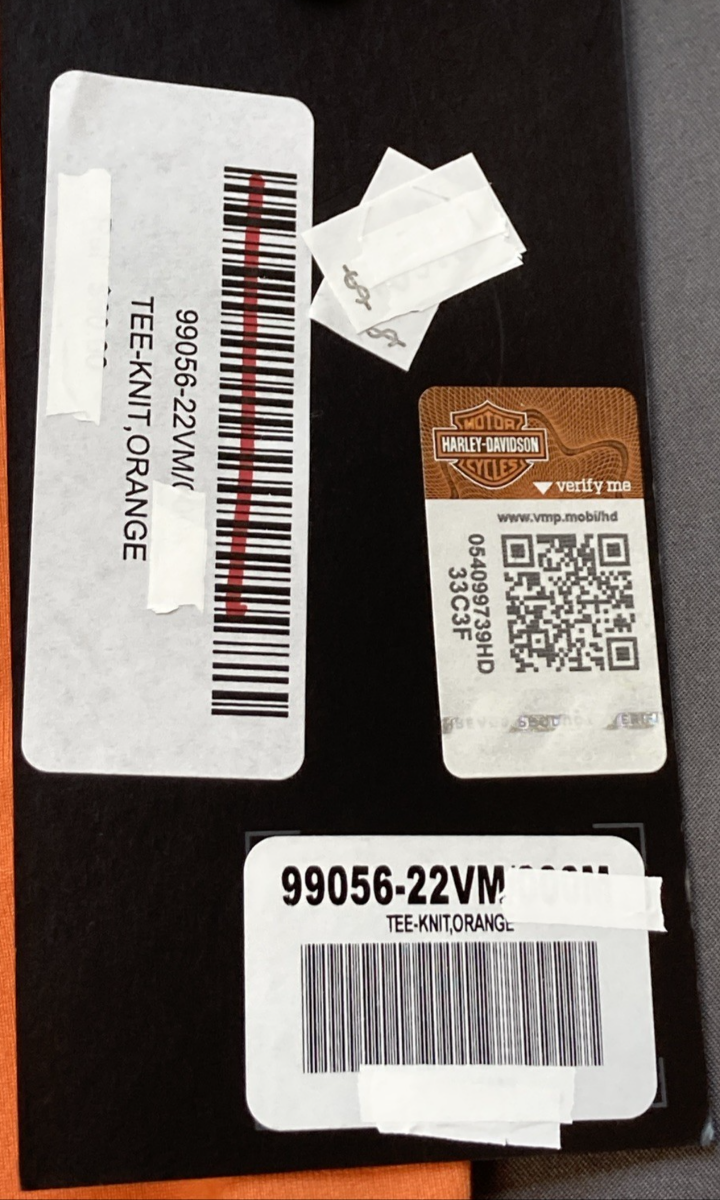 99056-22VM/
TEE-KNIT,ORANGE
$
$
MOTOR
HARLEY-DAVIDSON
CYCLES
verify me
www.vmp.mobi/hd
054099739HD
33C3F
99056-22VM
TEE-KNIT,ORANGE